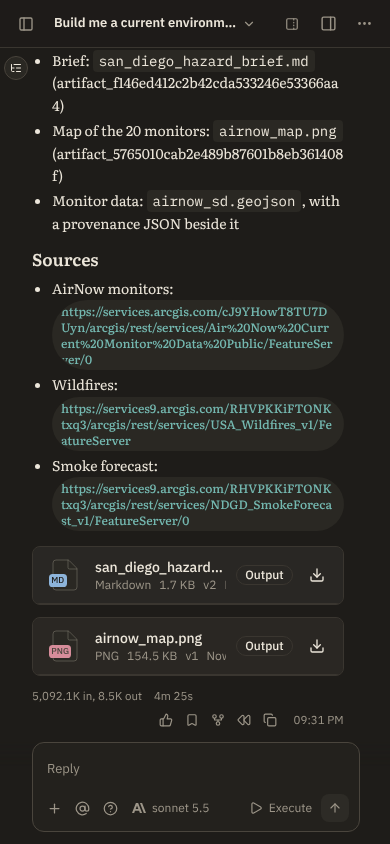 Build me a current environm...
Brief: san_diego_hazard_brief.md
(artifact_f146ed412c2b42cda533246e53366aa
4)
Map of the 20 monitors: airnow_map.png
(artifact_5765010cab2e489b87601b8eb361408
f)
Monitor data: airnow_sd.geojson , with
a provenance JSON beside it
Sources
AirNow monitors:
https://services.arcgis.com/cJ9YHowT8TU7D
Uyn/arcgis/rest/services/Air%20Now%20Curr
ent%20Monitor%20Data%20Public/FeatureSer
ver/0
Wildfires:
https://services9.arcgis.com/RHVPKKiFTONK
txq3/arcgis/rest/services/USA_Wildfires_v1/Fe
atureServer
Smoke forecast:
https://services9.arcgis.com/RHVPKKiFTONK
txq3/arcgis/rest/services/NDGD_SmokeForeca
st_v1/FeatureServer/0
MD
san_diego_hazard...
Markdown 1.7 KB v2
Output
PNG
airnow_map.png
PNG 154.5 KB v1 Nov
Output
5,092.1K in, 8.5K out 4m 25s
09:31 PM
Reply
sonnet 5.5
Execute